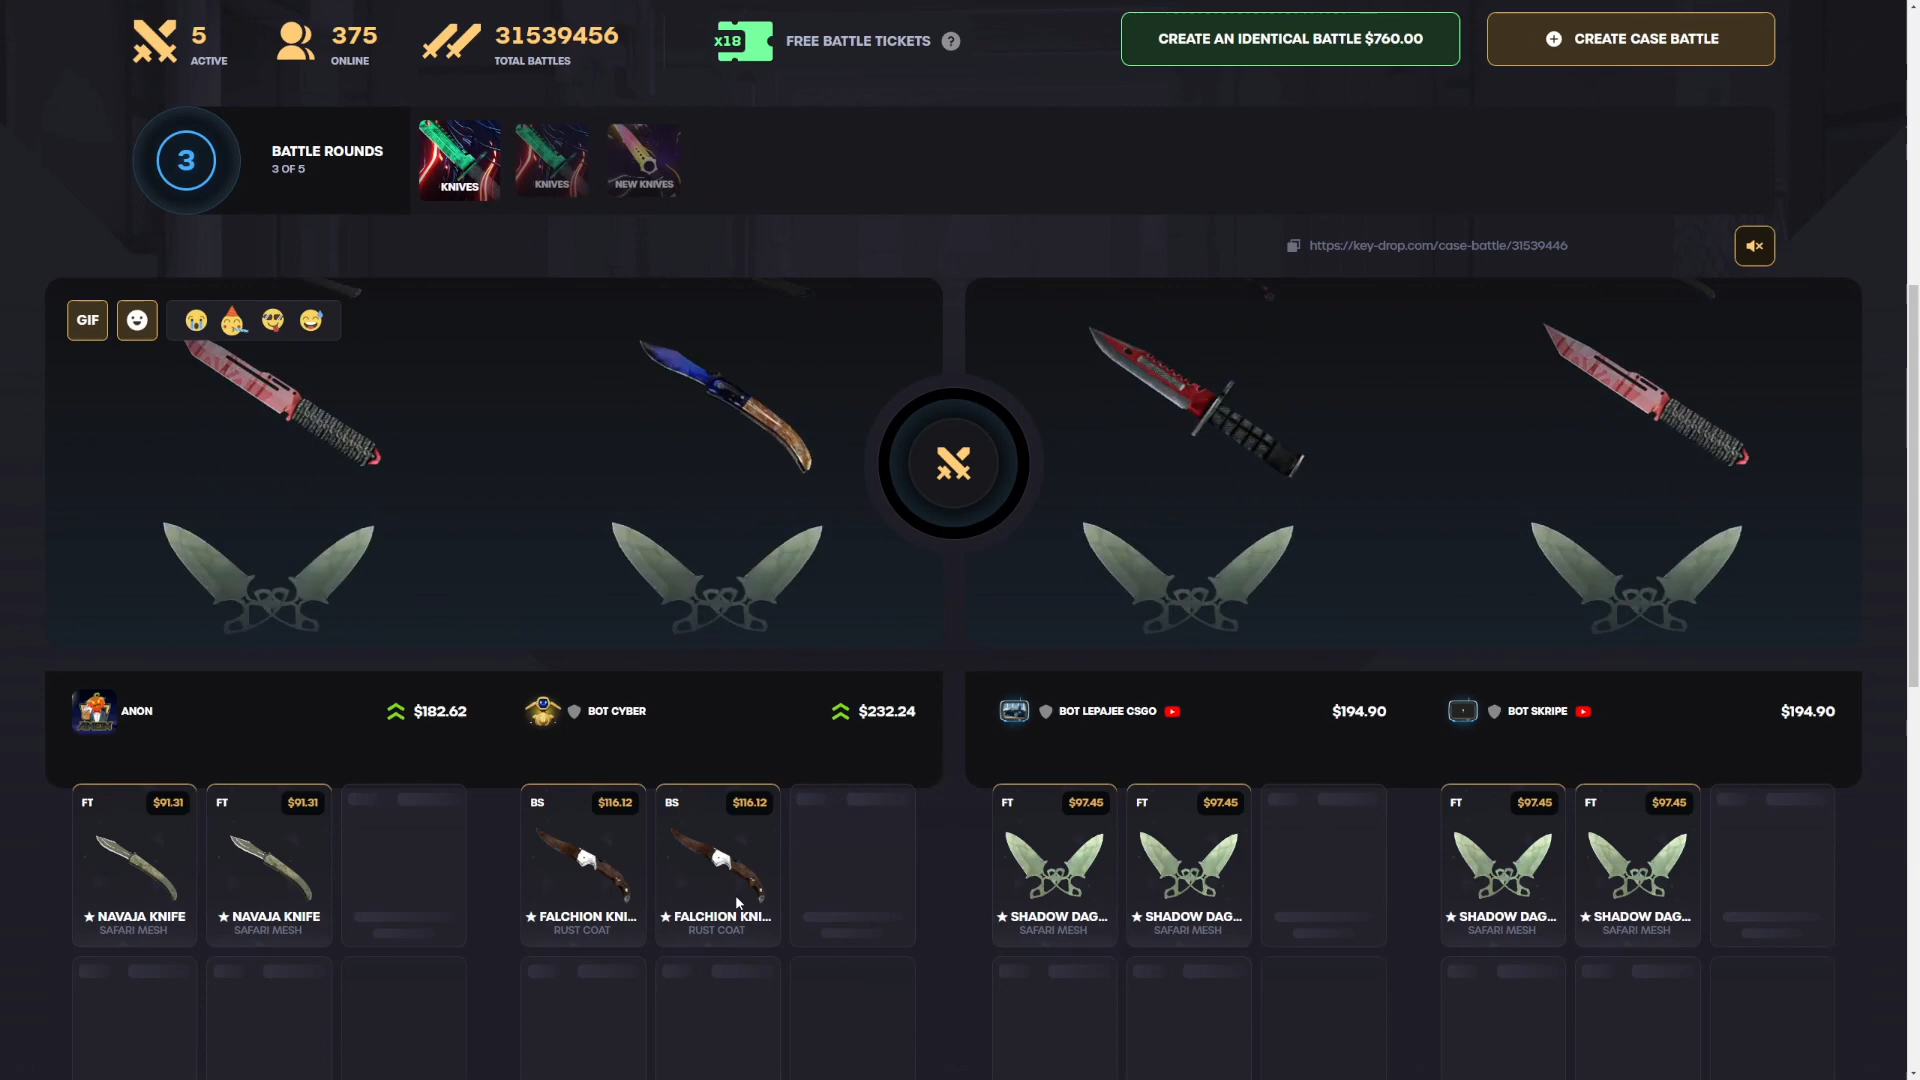 5
ACTIVE
375
ONLINE
31539456
TOTAL BATTLES
x18
FREE BATTLE TICKETS ?
CREATE AN IDENTICAL BATTLE $760.00
CREATE CASE BATTLE
3
BATTLE ROUNDS
3 OF 5
KNIVES
KNIVES
NEW KNIVES
https://key-drop.com/case-battle/31539446
GIF
ANON
$182.62
BOT CYBER
$232.24
BOT LEPAJEE CSGO
$194.90
BOT SKRIPE
$194.90
FT $91.31
FT $91.31
BS $116.12
BS $116.12
FT $97.45
FT $97.45
FT $97.45
FT $97.45
★ NAVAJA KNIFE
SAFARI MESH
★ NAVAJA KNIFE
SAFARI MESH
★ FALCHION KNI...
RUST COAT
★ FALCHION KNI...
RUST COAT
★ SHADOW DAG...
SAFARI MESH
★ SHADOW DAG...
SAFARI MESH
★ SHADOW DAG...
SAFARI MESH
★ SHADOW DAG...
SAFARI MESH